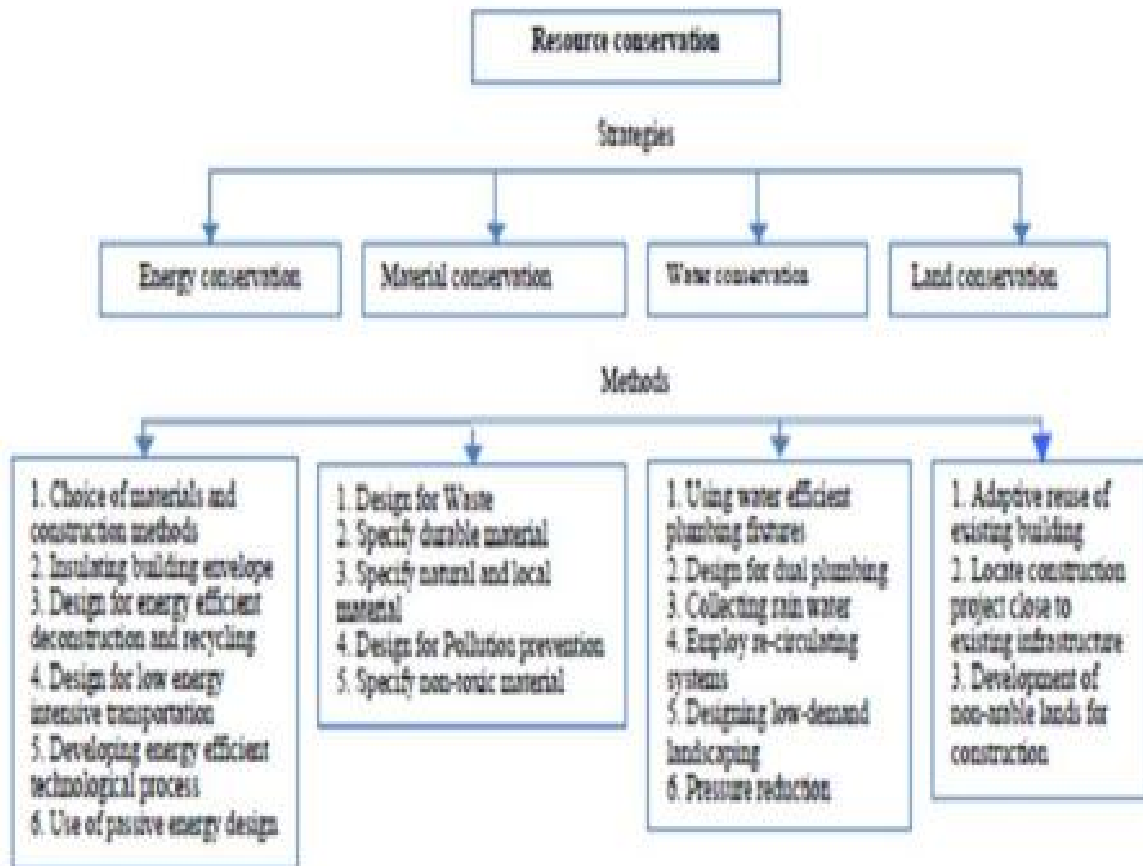 Resource conservation
Strategies
Energy conservation
Material conservation
Water conservation
Land conservation
Methods
1. Choice of materials and
construction methods
2. Insulating building envelope
3. Design for energy efficient
deconstruction and recycling
4. Design for low energy
intensive transportation
5. Developing energy efficient
technological process
6. Use of passive energy design
1. Design for Waste
2. Specify durable material
3. Specify natural and local
material
4. Design for Pollution prevention
5. Specify non-toxic material
1. Using water efficient
plumbing fixtures
2. Design for dual plumbing
3. Collecting rain water
4. Employ re-circulating
systems
5. Designing low-demand
landscaping
6. Pressure reduction
1. Adaptive reuse of
existing building
2. Locate construction
project close to
existing infrastructure
3. Development of
non-arable lands for
construction